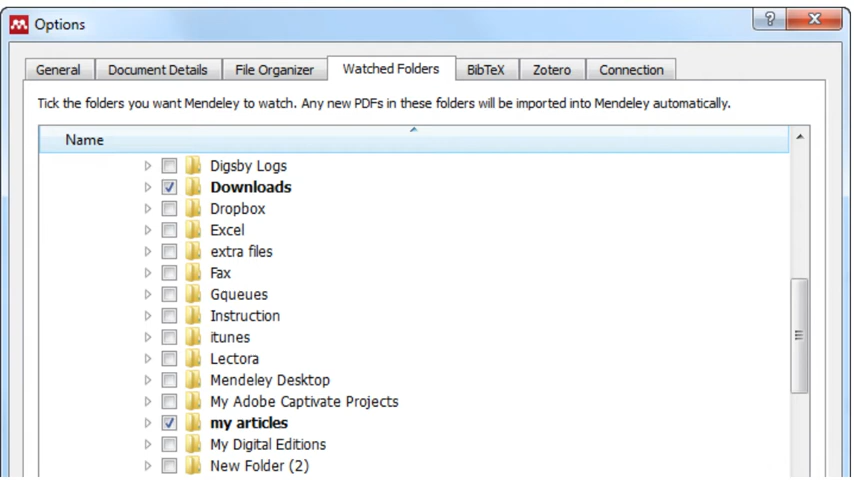 Options
General Document Details File Organizer Watched Folders BibTeX Zotero Connection
Tick the folders you want Mendeley to watch. Any new PDFs in these folders will be imported into Mendeley automatically.
Name
Digsby Logs
Downloads
Dropbox
Excel
extra files
Fax
Gqueues
Instruction
itunes
Lectora
Mendeley Desktop
My Adobe Captivate Projects
my articles
My Digital Editions
New Folder (2)